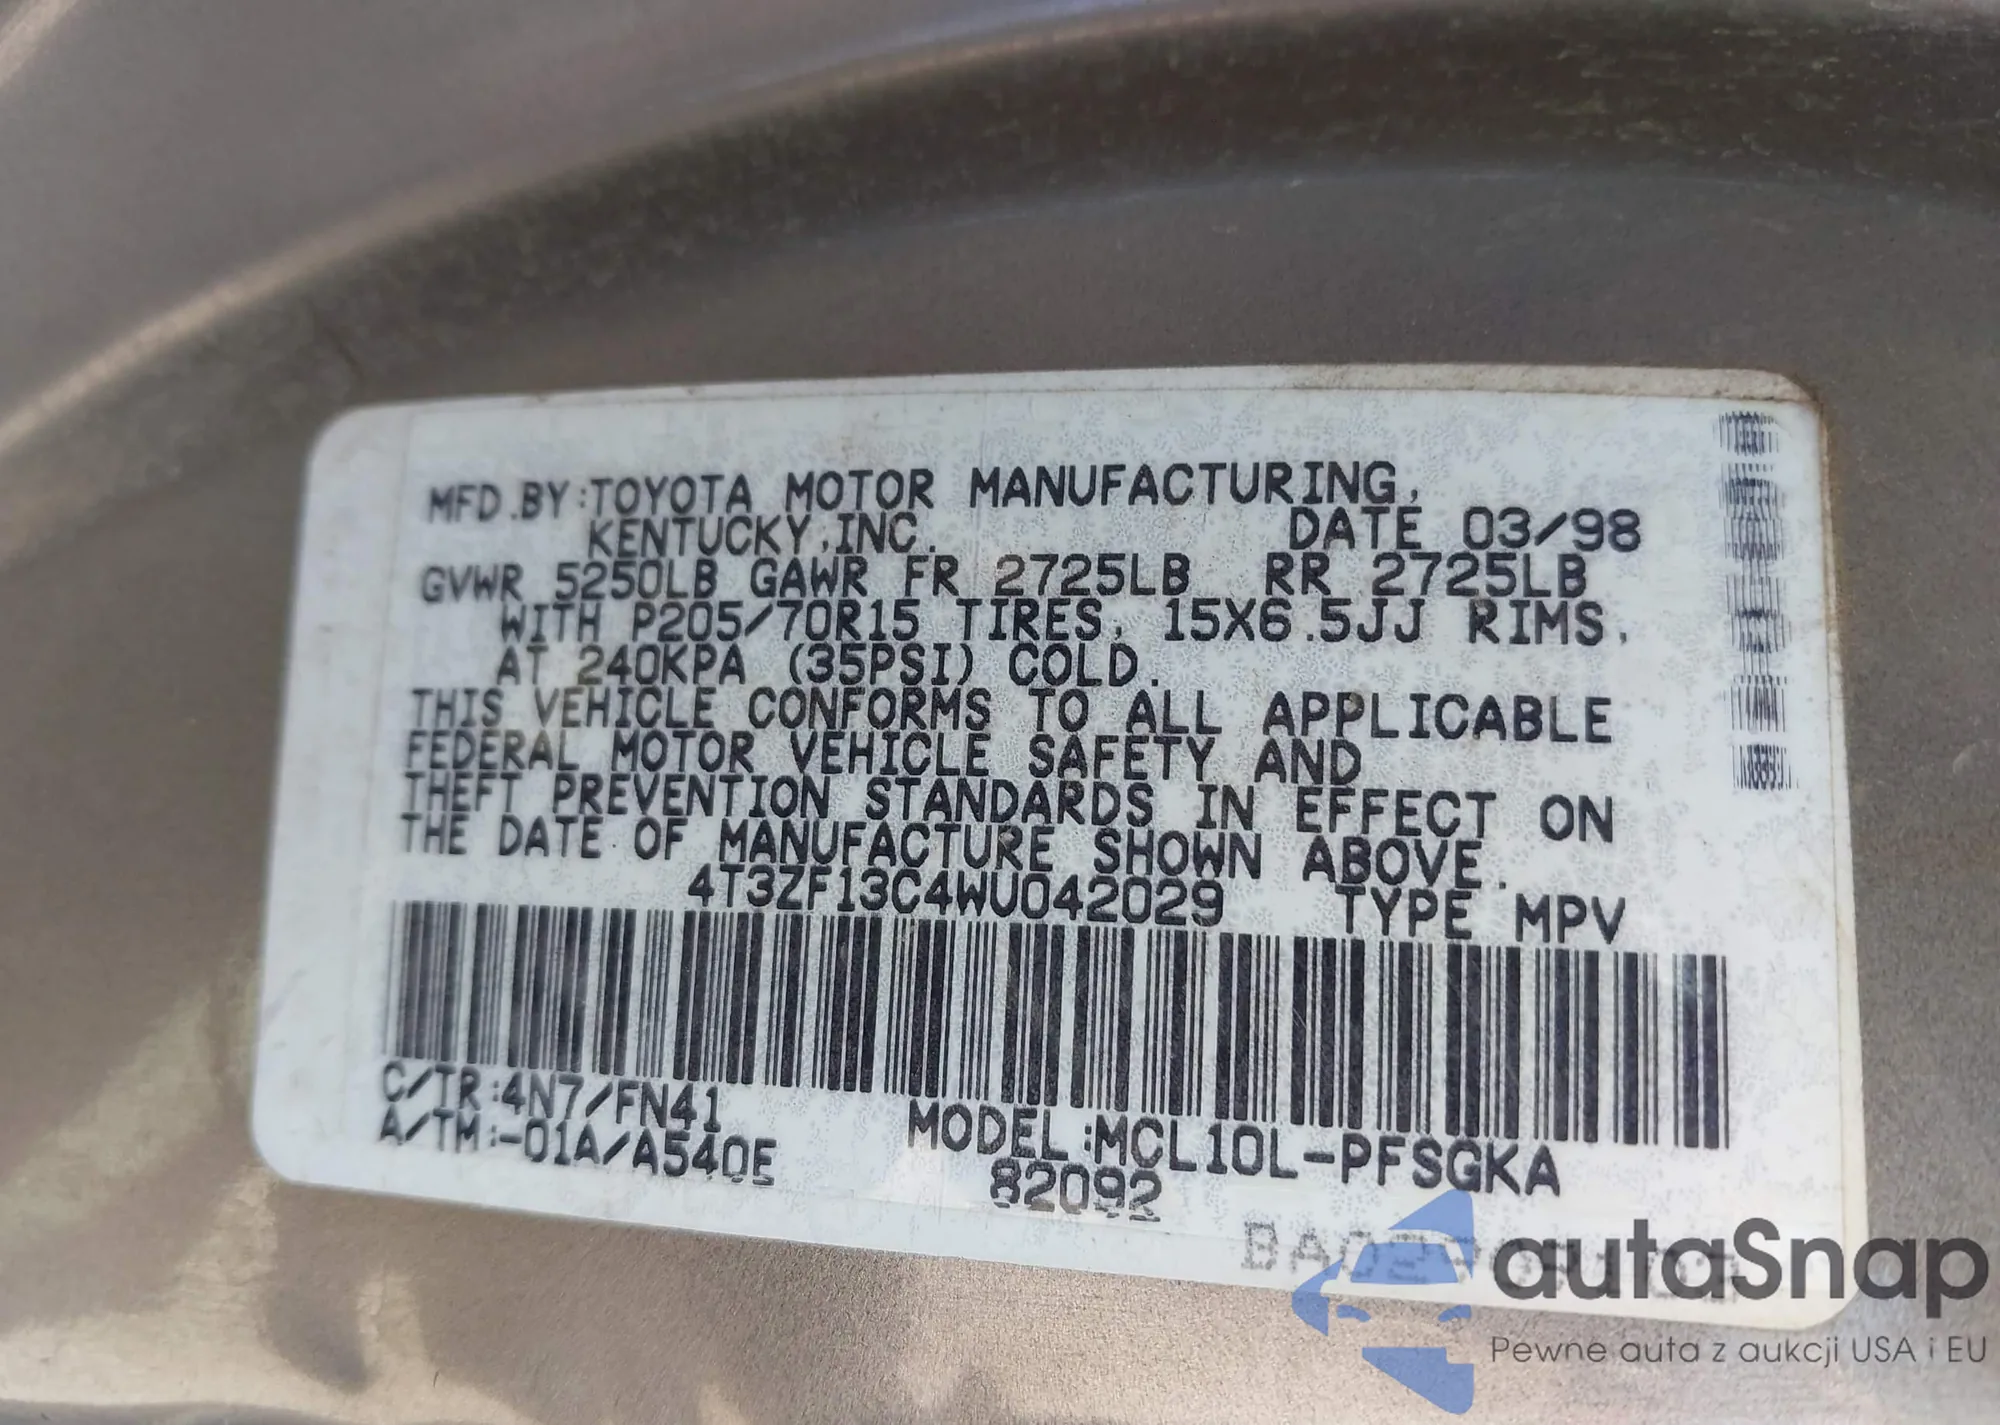 MFD.BY:TOYOTA MOTOR MANUFACTURING,
KENTUCKY,INC. DATE 03/98
GVWR 5250LB GAWR FR 2725LB RR 2725LB
WITH P205/70R15 TIRES, 15X6.5JJ RIMS,
AT 240KPA (35PSI) COLD.
THIS VEHICLE CONFORMS TO ALL APPLICABLE
FEDERAL MOTOR VEHICLE SAFETY AND
THEFT PREVENTION STANDARDS IN EFFECT ON
THE DATE OF MANUFACTURE SHOWN ABOVE.
4T3ZF13C4WU042029 TYPE MPV
C/TR:4N7/FN41
A/TM:-01A/A540E
MODEL:MCL10L-PFSGKA
82092
autaSnap
Pewne auta z aukcji USA i EU